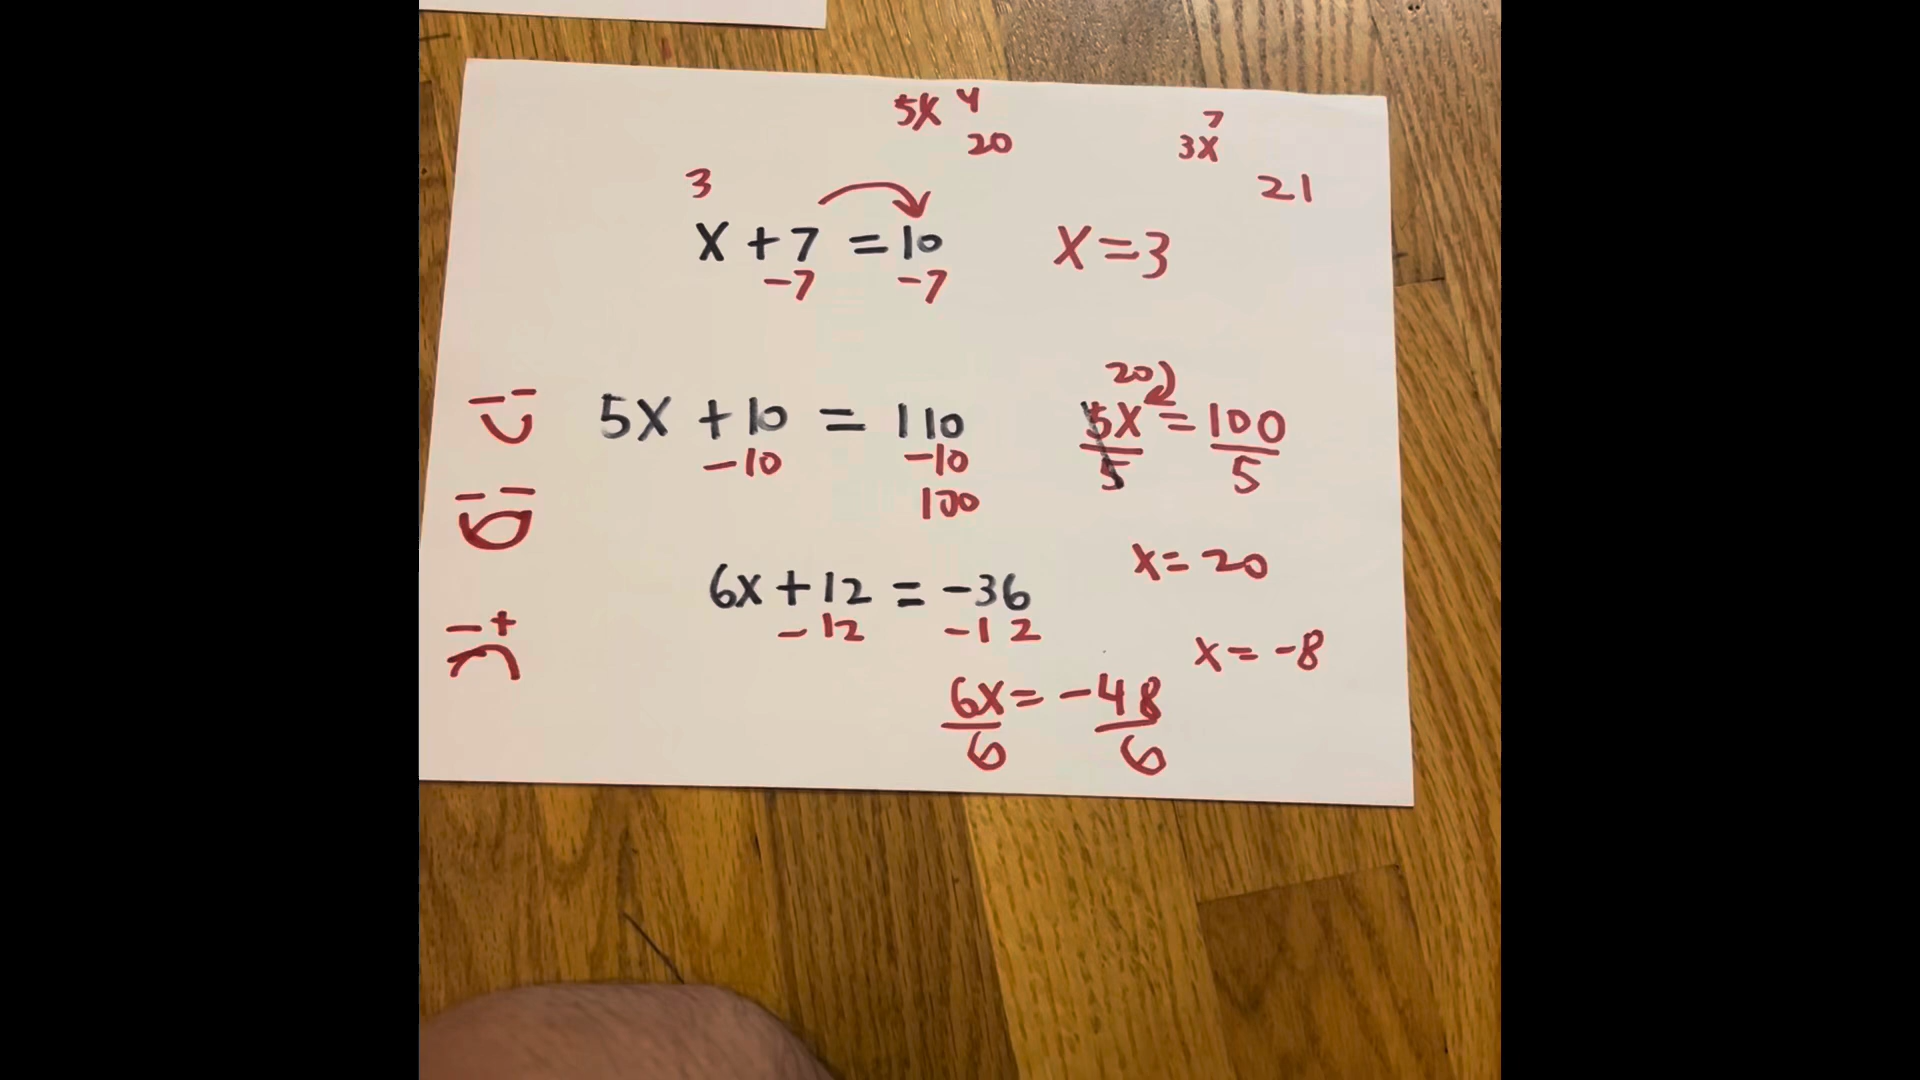 5x 4
20
7
3x
21
3
x + 7 = 10
-7 -7
x = 3
5x + 10 = 110
-10 -10
100
20
5x = 100
5 5
x = 20
6x + 12 = -36
-12 -12
x = -8
6x = -48
6 6